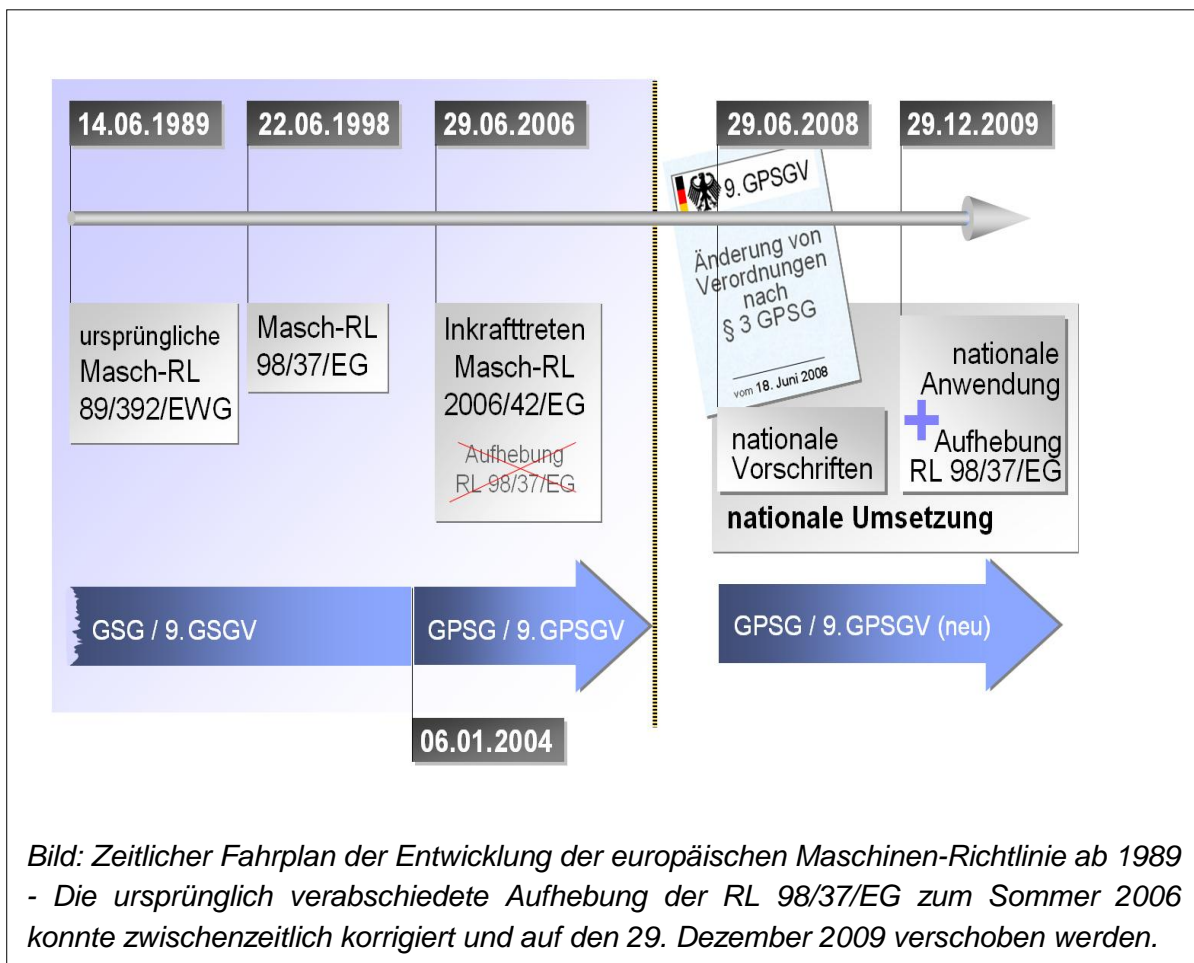 14.06.1989
22.06.1998
29.06.2006
29.06.2008
29.12.2009
9. GPSGV
Änderung von
Verordnungen
nach
§ 3 GPSG
vom 18. Juni 2008
ursprüngliche
Masch-RL
89/392/EWG
Masch-RL
98/37/EG
Inkrafttreten
Masch-RL
2006/42/EG
Aufhebung
RL 98/37/EG
nationale
Vorschriften
nationale
Anwendung
+
Aufhebung
RL 98/37/EG
nationale Umsetzung
GSG / 9. GSGV
GPSG / 9. GPSGV
GPSG / 9. GPSGV (neu)
06.01.2004
Bild: Zeitlicher Fahrplan der Entwicklung der europäischen Maschinen-Richtlinie ab 1989
- Die ursprünglich verabschiedete Aufhebung der RL 98/37/EG zum Sommer 2006
konnte zwischenzeitlich korrigiert und auf den 29. Dezember 2009 verschoben werden.